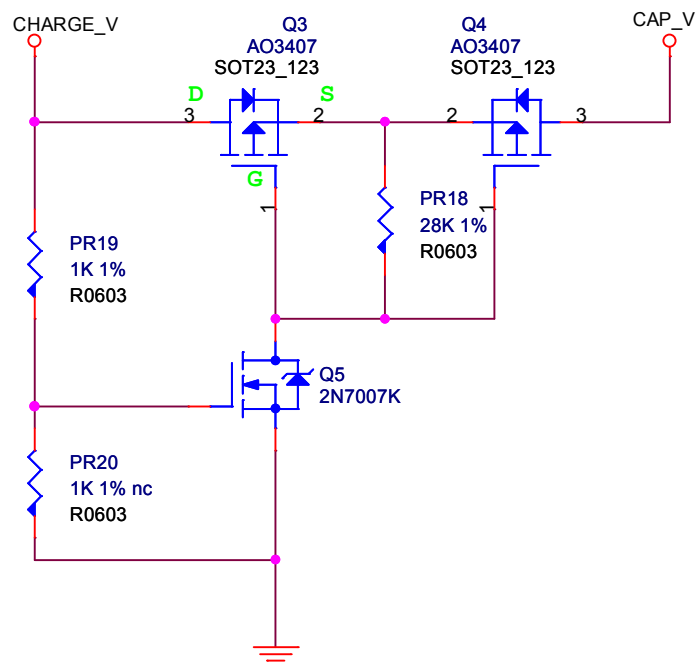 CHARGE_V
Q3
AO3407
SOT23_123
Q4
AO3407
SOT23_123
CAP_V
D
3
S
2
2
3
G
1
1
PR18
28K 1%
R0603
PR19
1K 1%
R0603
Q5
2N7007K
PR20
1K 1% nc
R0603